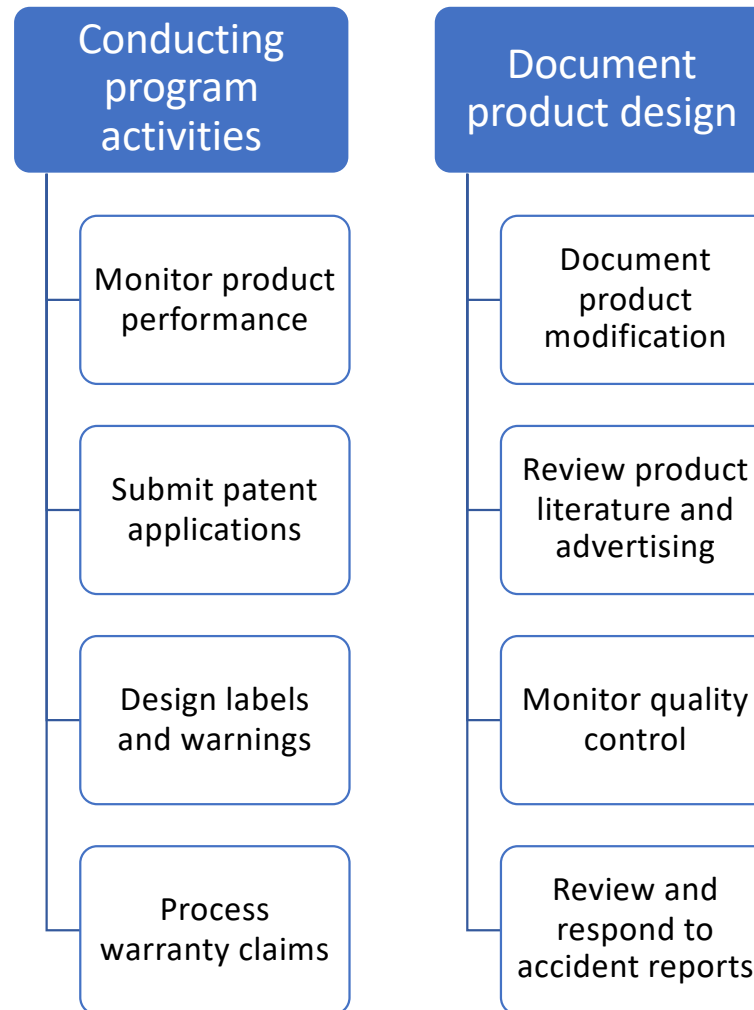 Conducting
program
activities
Monitor product
performance
Submit patent
applications
Design labels
and warnings
Process
warranty claims
Document
product design
Document
product
modification
Review product
literature and
advertising
Monitor quality
control
Review and
respond to
accident reports